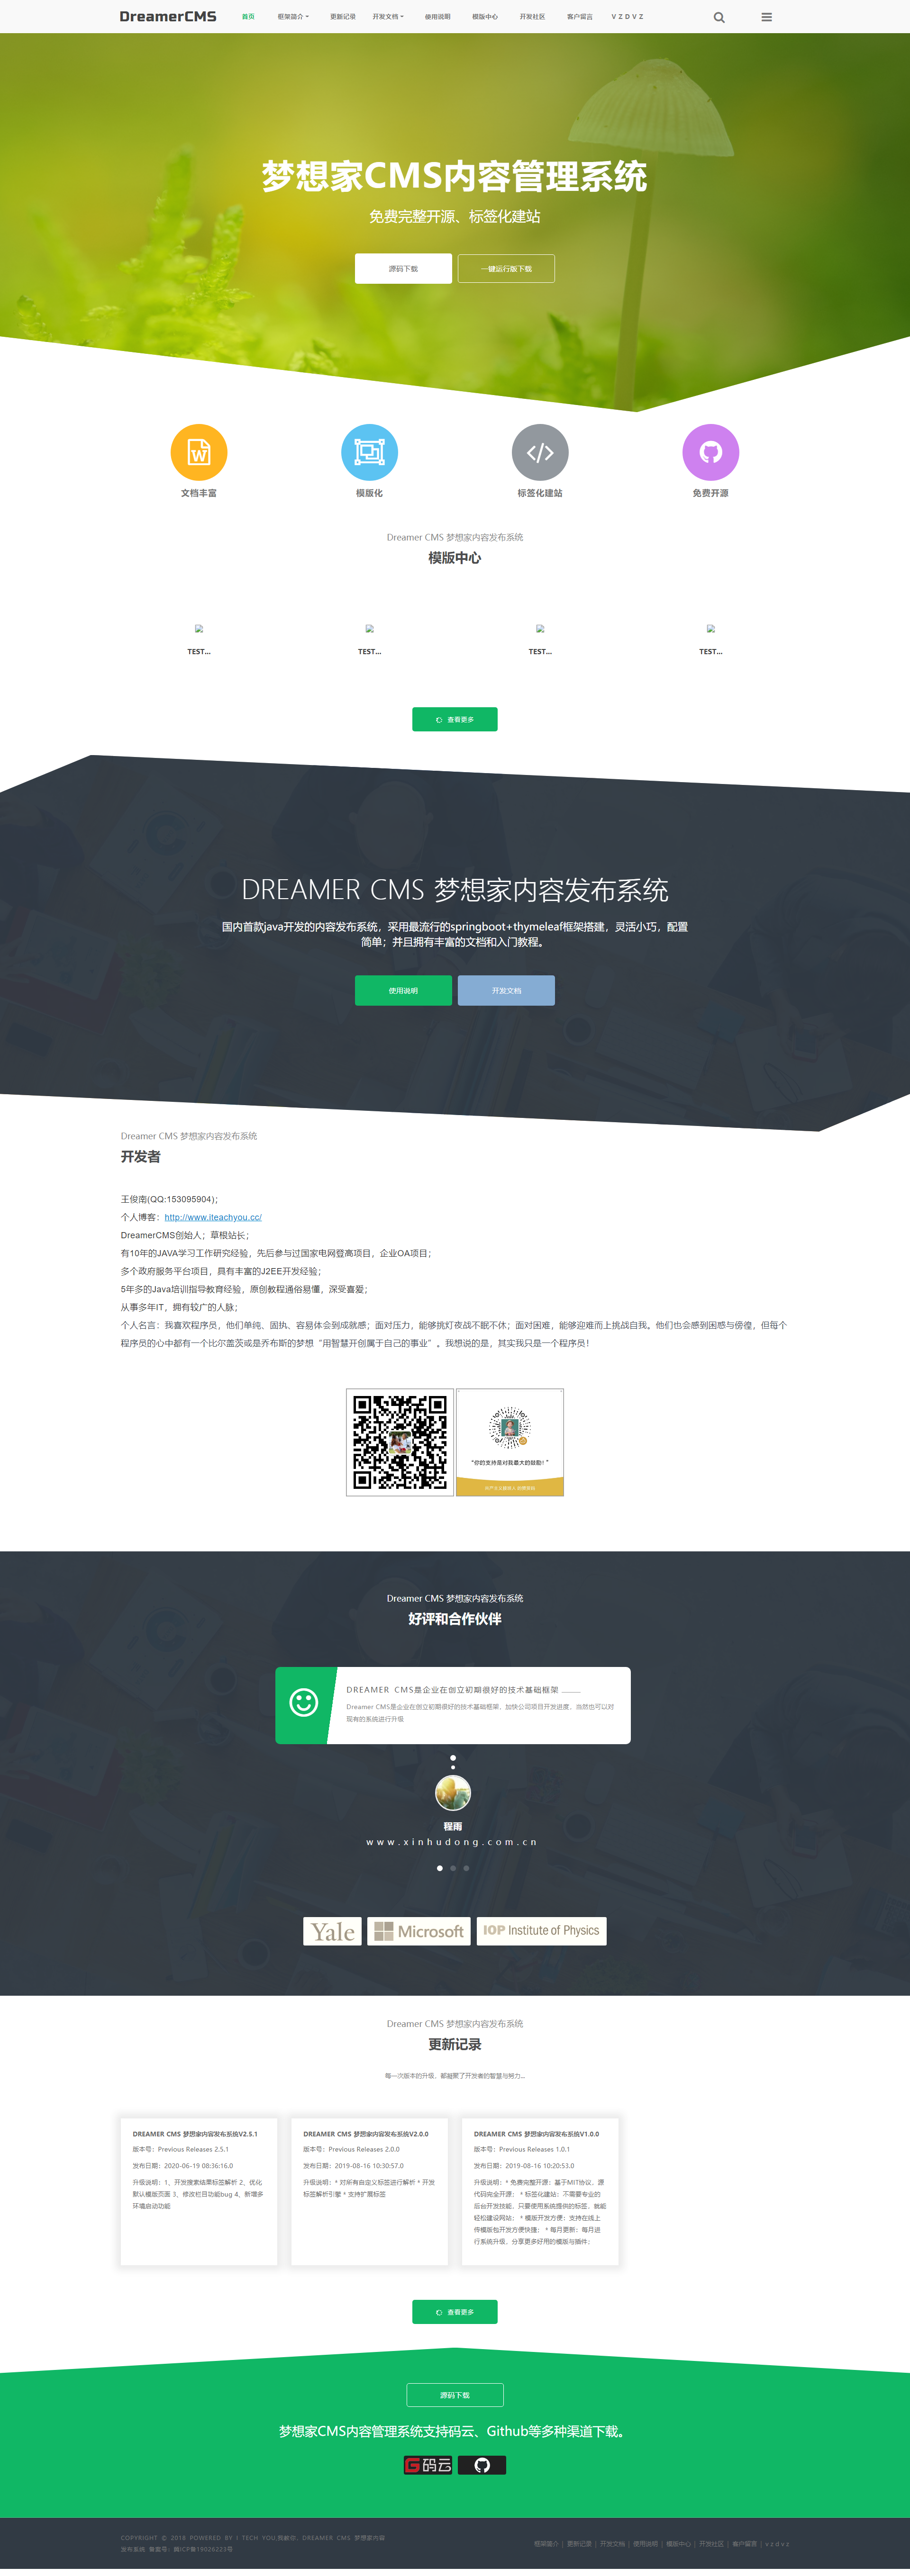 DreamerCMS
首页 框架简介 更新记录 开发文档 使用说明 模版中心 开发社区 客户留言 V Z D V Z
梦想家CMS内容管理系统
免费完整开源、标签化建站
源码下载 一键运行版下载
文档丰富 模版化 标签化建站 免费开源
Dreamer CMS 梦想家内容发布系统
模版中心
TEST... TEST... TEST... TEST...
查看更多
DREAMER CMS 梦想家内容发布系统
国内首款java开发的内容发布系统，采用最流行的springboot+thymeleaf框架搭建，灵活小巧，配置
简单；并且拥有丰富的文档和入门教程。
使用说明 开发文档
Dreamer CMS 梦想家内容发布系统
开发者
王俊南(QQ:153095904)；
个人博客：http://www.iteachyou.cc/
DreamerCMS创始人；草根站长；
有10年的JAVA学习工作研究经验，先后参与过国家电网登高项目，企业OA项目；
多个政府服务平台项目，具有丰富的J2EE开发经验；
5年多的Java培训指导教育经验，原创教程通俗易懂，深受喜爱；
从事多年IT，拥有较广的人脉；
个人名言：我喜欢程序员，他们单纯、固执、容易体会到成就感；面对压力，能够挑灯夜战不眠不休；面对困难，能够迎难而上挑战自我。他们也会感到困惑与傍徨，但每个
程序员的心中都有一个比尔盖茨或是乔布斯的梦想“用智慧开创属于自己的事业”。我想说的是，其实我只是一个程序员！
"你的支持是对我最大的鼓励！"
Dreamer CMS 梦想家内容发布系统
好评和合作伙伴
DREAMER CMS是企业在创立初期很好的技术基础框架
Dreamer CMS是企业在创立初期很好的技术基础框架，加快公司项目开发进度，当然也可以对
现有的系统进行升级
程雨
www.xinhudong.com.cn
Yale Microsoft IOP Institute of Physics
Dreamer CMS 梦想家内容发布系统
更新记录
每一次版本的升级，都凝聚了开发者的智慧与努力...
DREAMER CMS 梦想家内容发布系统V2.5.1
版本号：Previous Releases 2.5.1
发布日期：2020-06-19 08:36:16.0
升级说明：1、开发搜索结果标签解析 2、优化
默认模版页面 3、修改栏目功能bug 4、新增多
环境启动功能
DREAMER CMS 梦想家内容发布系统V2.0.0
版本号：Previous Releases 2.0.0
发布日期：2019-08-16 10:30:57.0
升级说明：* 对所有自定义标签进行解析 * 开发
标签解析引擎 * 支持扩展标签
DREAMER CMS 梦想家内容发布系统V1.0.0
版本号：Previous Releases 1.0.1
发布日期：2019-08-16 10:20:53.0
升级说明：* 免费完整开源：基于MIT协议，源
代码完全开源； * 标签化建站：不需要专业的
后台开发技能，只要使用系统提供的标签，就能
轻松建设网站； * 模版开发方便：支持在线上
传模版包开发方便快捷； * 每月更新：每月进
行系统升级，分享更多好用的模版与插件；
查看更多
源码下载
梦想家CMS内容管理系统支持码云、Github等多种渠道下载。
G码云
COPYRIGHT © 2018 POWERED BY I TECH YOU,我教你. DREAMER CMS 梦想家内容
发布系统 备案号：冀ICP备19026223号
框架简介 | 更新记录 | 开发文档 | 使用说明 | 模版中心 | 开发社区 | 客户留言 | v z d v z